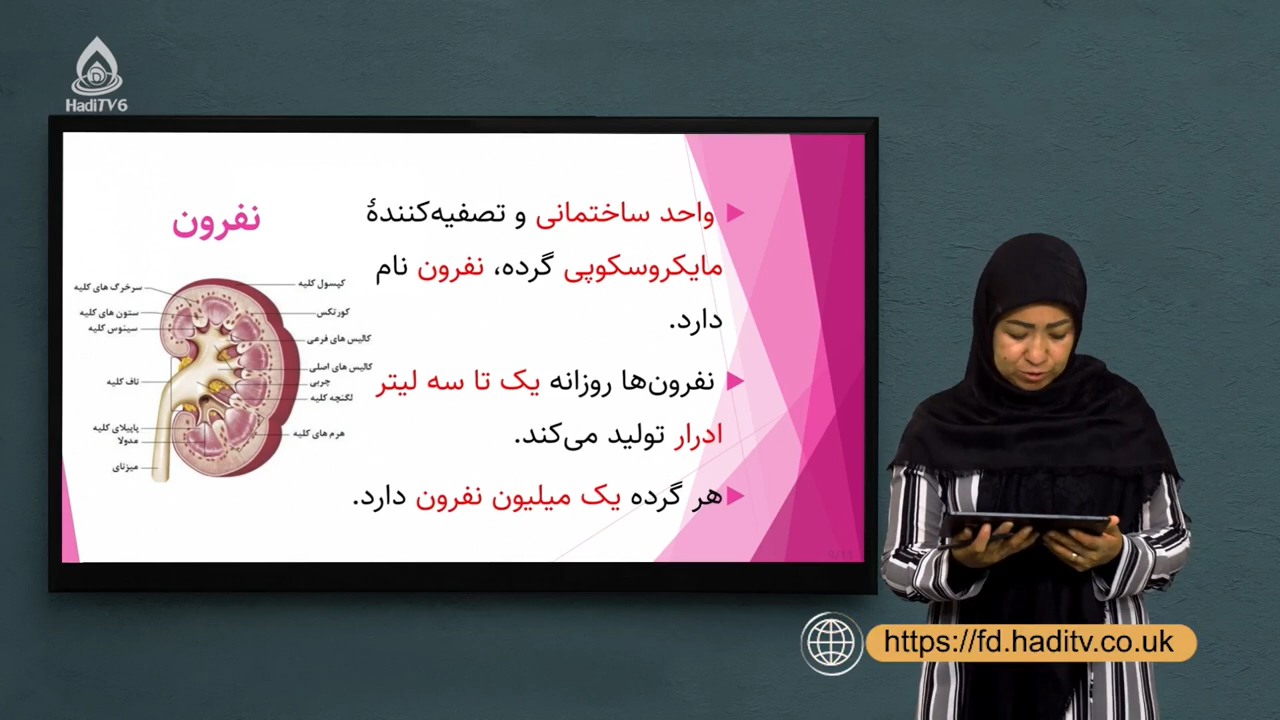 HadiTV6
نفرون
واحد ساختمانی و تصفیه‌کنندهٔ
مایکروسکوپی گرده، نفرون نام
دارد.
نفرون‌ها روزانه یک تا سه لیتر
ادرار تولید می‌کند.
هر گرده یک میلیون نفرون دارد.
کپسول کلیه
کورتکس
کالیس های فرعی
کالیس های اصلی
چربی
لگنچه کلیه
هرم های کلیه
سرخرگ های کلیه
ستون های کلیه
سینوس کلیه
ناف کلیه
پاپیلای کلیه
مدولا
میزنای
9/11
https://fd.haditv.co.uk